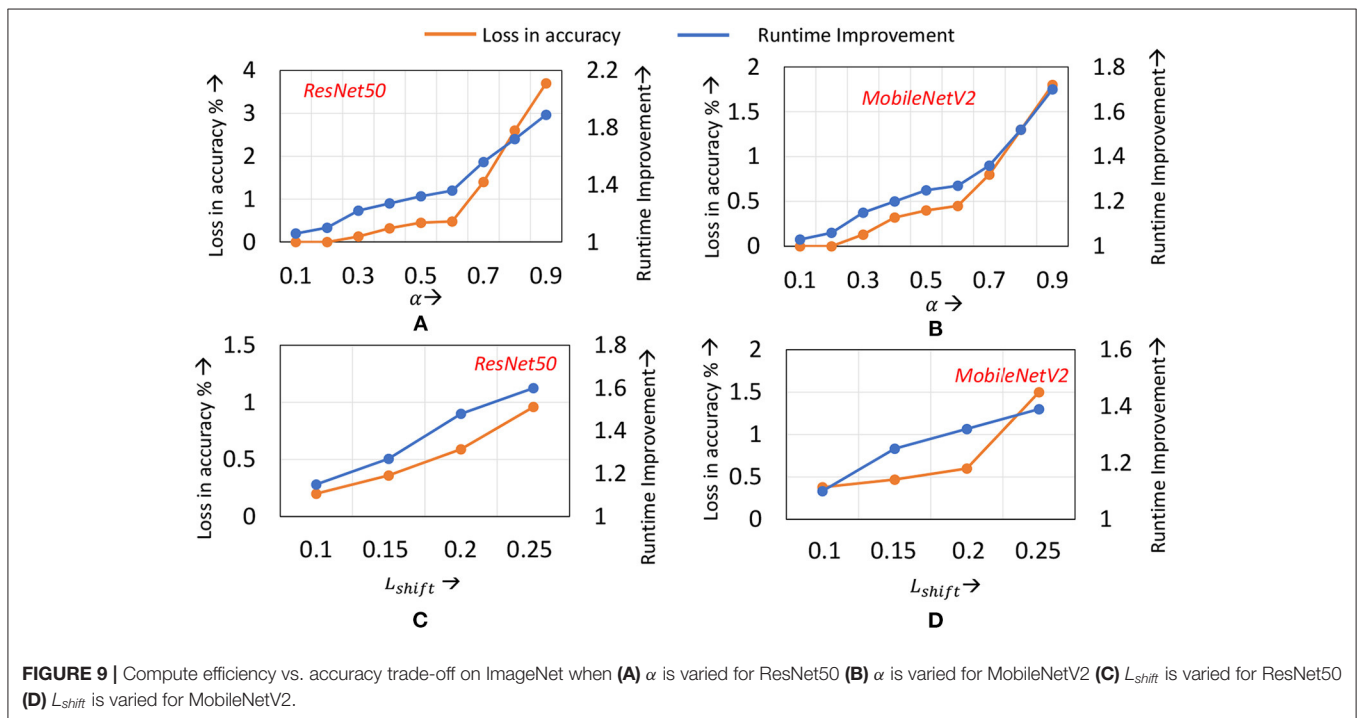 Loss in accuracy Runtime Improvement
ResNet50
Loss in accuracy % →
4
3
2
1
0
2.2
1.8
1.4
1
Runtime Improvement→
0.1 0.3 0.5 0.7 0.9
α→
A
MobileNetV2
Loss in accuracy % →
2
1.5
1
0.5
0
1.8
1.6
1.4
1.2
1
Runtime Improvement→
0.1 0.3 0.5 0.7 0.9
α→
B
ResNet50
Loss in accuracy % →
1.5
1
0.5
0
1.8
1.6
1.4
1.2
1
Runtime Improvement→
0.1 0.15 0.2 0.25
Lshift →
C
MobileNetV2
Loss in accuracy % →
2
1.5
1
0.5
0
1.6
1.4
1.2
1
Runtime Improvement→
0.1 0.15 0.2 0.25
Lshift→
D
FIGURE 9 | Compute efficiency vs. accuracy trade-off on ImageNet when (A) α is varied for ResNet50 (B) α is varied for MobileNetV2 (C) Lshift is varied for ResNet50
(D) Lshift is varied for MobileNetV2.